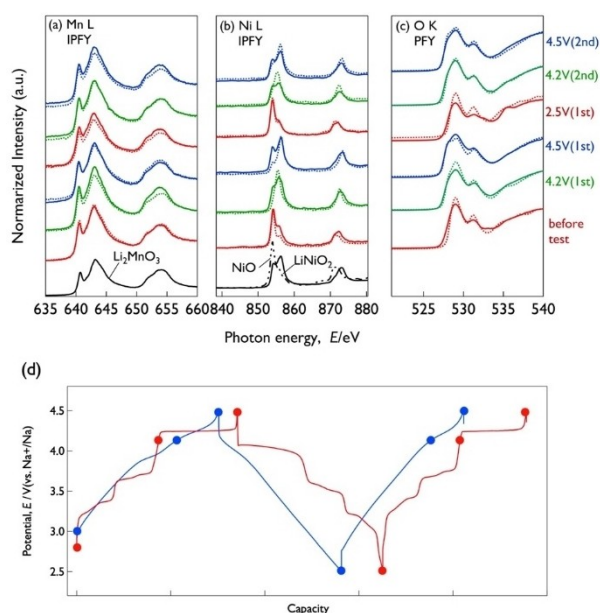 (a) Mn L
IPFY
(b) Ni L
IPFY
(c) O K
PFY
4.5V(2nd)
4.2V(2nd)
2.5V(1st)
4.5V(1st)
4.2V(1st)
before
test
Normarized Intensity (a.u.)
Li2MnO3
NiO
LiNiO2
635 645 655 660
840 850 860 870 880
525 530 535 540
Photon energy, E/eV
(d)
4.5
4.0
3.5
3.0
2.5
Potential, E / V(vs. Na+/Na)
Capacity